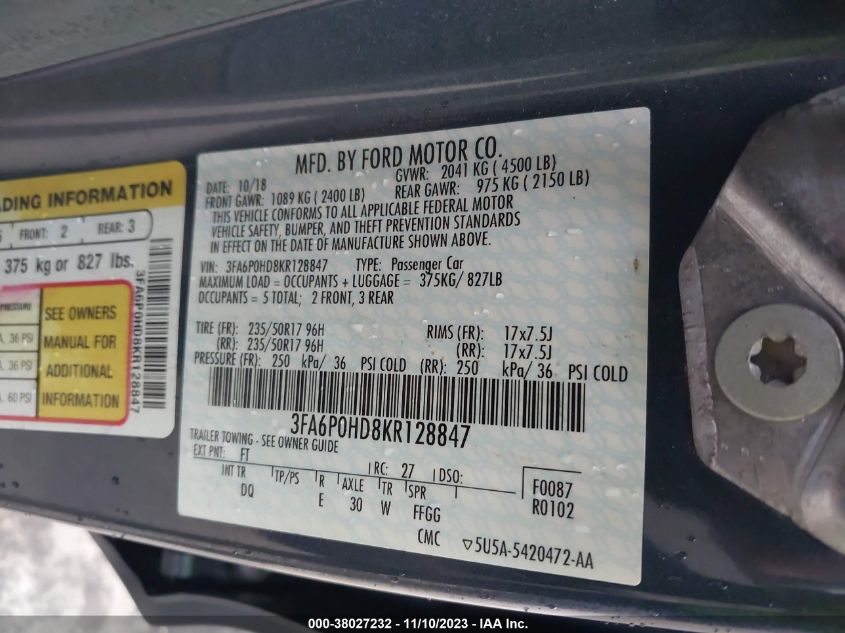 ADING INFORMATION
FRONT: 2 REAR: 3
375 kg or 827 lbs.
PRESSURE
A, 36 PSI
A, 36 PSI
A, 60 PSI
SEE OWNERS
MANUAL FOR
ADDITIONAL
INFORMATION
3FA6P0HD8KR128847
MFD. BY FORD MOTOR CO.
DATE: 10/18 GVWR: 2041 KG ( 4500 LB)
FRONT GAWR: 1089 KG ( 2400 LB) REAR GAWR: 975 KG ( 2150 LB)
THIS VEHICLE CONFORMS TO ALL APPLICABLE FEDERAL MOTOR
VEHICLE SAFETY, BUMPER, AND THEFT PREVENTION STANDARDS
IN EFFECT ON THE DATE OF MANUFACTURE SHOWN ABOVE.
VIN: 3FA6P0HD8KR128847 TYPE: Passenger Car
MAXIMUM LOAD = OCCUPANTS + LUGGAGE = 375KG/ 827LB
OCCUPANTS = 5 TOTAL; 2 FRONT, 3 REAR
TIRE (FR): 235/50R17 96H RIMS (FR): 17x7.5J
(RR): 235/50R17 96H (RR): 17x7.5J
PRESSURE (FR): 250 kPa/ 36 PSI COLD (RR): 250 kPa/ 36 PSI COLD
3FA6P0HD8KR128847
TRAILER TOWING - SEE OWNER GUIDE
EXT PNT: FT RC: 27 DSO: F0087
INT TR TP/PS R AXLE TR SPR R0102
DQ E 30 W FFGG
CMC ▽5U5A-5420472-AA
000-38027232 - 11/10/2023 - IAA Inc.